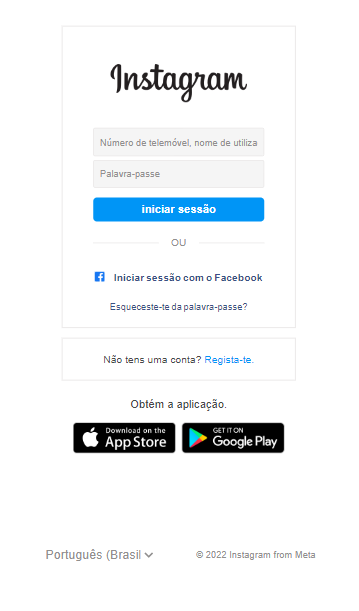 Instagram
Número de telemóvel, nome de utiliza
Palavra-passe
iniciar sessão
OU
Iniciar sessão com o Facebook
Esqueceste-te da palavra-passe?
Não tens uma conta? Regista-te.
Obtém a aplicação.
Download on the App Store
GET IT ON Google Play
Português (Brasil
© 2022 Instagram from Meta